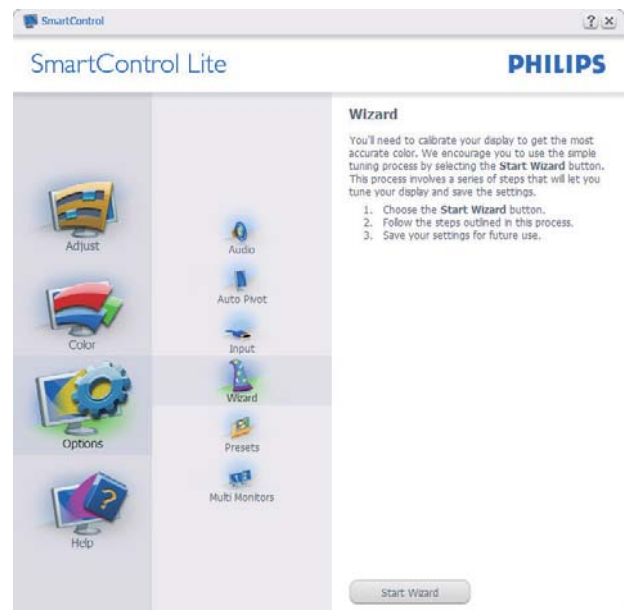 SmartControl
? ×
SmartControl Lite
PHILIPS
Adjust
Color
Options
Help
Audio
Auto Pivot
Input
Wizard
Presets
Multi Monitors
Wizard
You'll need to calibrate your display to get the most
accurate color. We encourage you to use the simple
tuning process by selecting the Start Wizard button.
This process involves a series of steps that will let you
tune your display and save the settings.
1. Choose the Start Wizard button.
2. Follow the steps outlined in this process.
3. Save your settings for future use.
Start Wizard